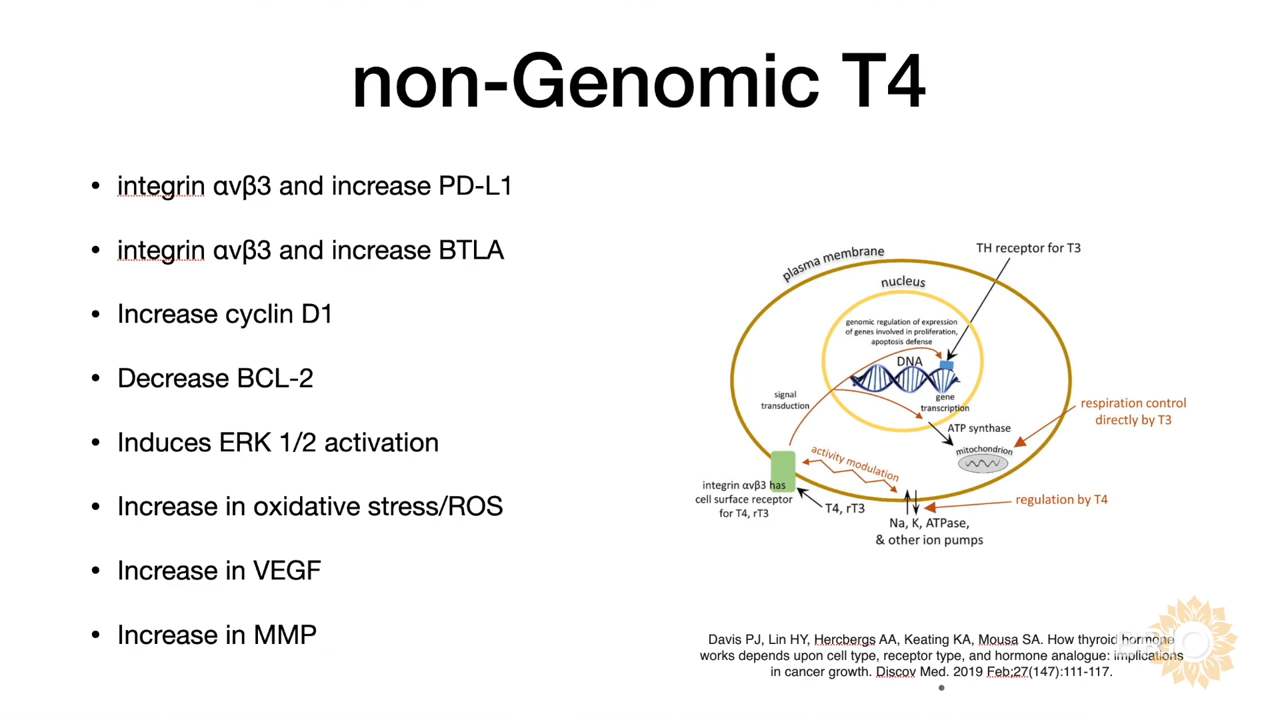 non-Genomic T4
• integrin αvβ3 and increase PD-L1
• integrin αvβ3 and increase BTLA
• Increase cyclin D1
• Decrease BCL-2
• Induces ERK 1/2 activation
• Increase in oxidative stress/ROS
• Increase in VEGF
• Increase in MMP
TH receptor for T3
plasma membrane
nucleus
genomic regulation of expression
of genes involved in proliferation,
apoptosis defense
DNA
gene
transcription
signal
transduction
ATP synthase
mitochondrion
respiration control
directly by T3
activity modulation
integrin αvβ3 has
cell surface receptor
for T4, rT3
T4, rT3
regulation by T4
Na, K, ATPase,
& other ion pumps
Davis PJ, Lin HY, Hercbergs AA, Keating KA, Mousa SA. How thyroid hormone
works depends upon cell type, receptor type, and hormone analogue: implications
in cancer growth. Discov Med. 2019 Feb;27(147):111-117.